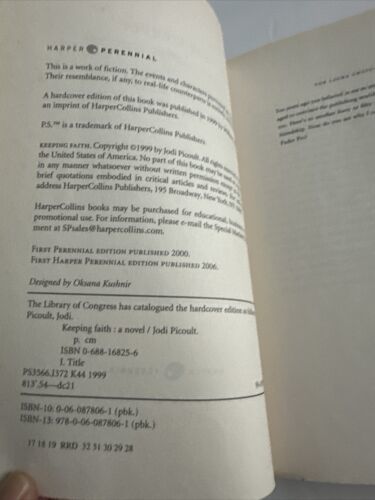 HARPER PERENNIAL
This is a work of fiction. The events and characters
Their resemblance, if any, to real-life counterparts
A hardcover edition of this book was published in 1999 by
an imprint of HarperCollins Publishers.
P.S.™ is a trademark of HarperCollins Publishers.
KEEPING FAITH. Copyright ©1999 by Jodi Picoult. All rights
the United States of America. No part of this book may be
in any manner whatsoever without written permission except
brief quotations embodied in critical articles and reviews. For
address HarperCollins Publishers, 195 Broadway, New York, NY
HarperCollins books may be purchased for educational, business
promotional use. For information, please e-mail the Special Markets
ment at SPsales@harpercollins.com.
FIRST PERENNIAL EDITION PUBLISHED 2000.
FIRST HARPER PERENNIAL EDITION PUBLISHED 2006.
Designed by Oksana Kushnir
The Library of Congress has catalogued the hardcover edition as
Picoult, Jodi.
Keeping faith : a novel / Jodi Picoult.
p. cm
ISBN 0-688-16825-6
I. Title
PS3566.I372 K44 1999
813'.54—dc21
ISBN-10: 0-06-087806-1 (pbk.)
ISBN-13: 978-0-06-087806-1 (pbk.)
17 18 19 RRD 32 31 30 29 28